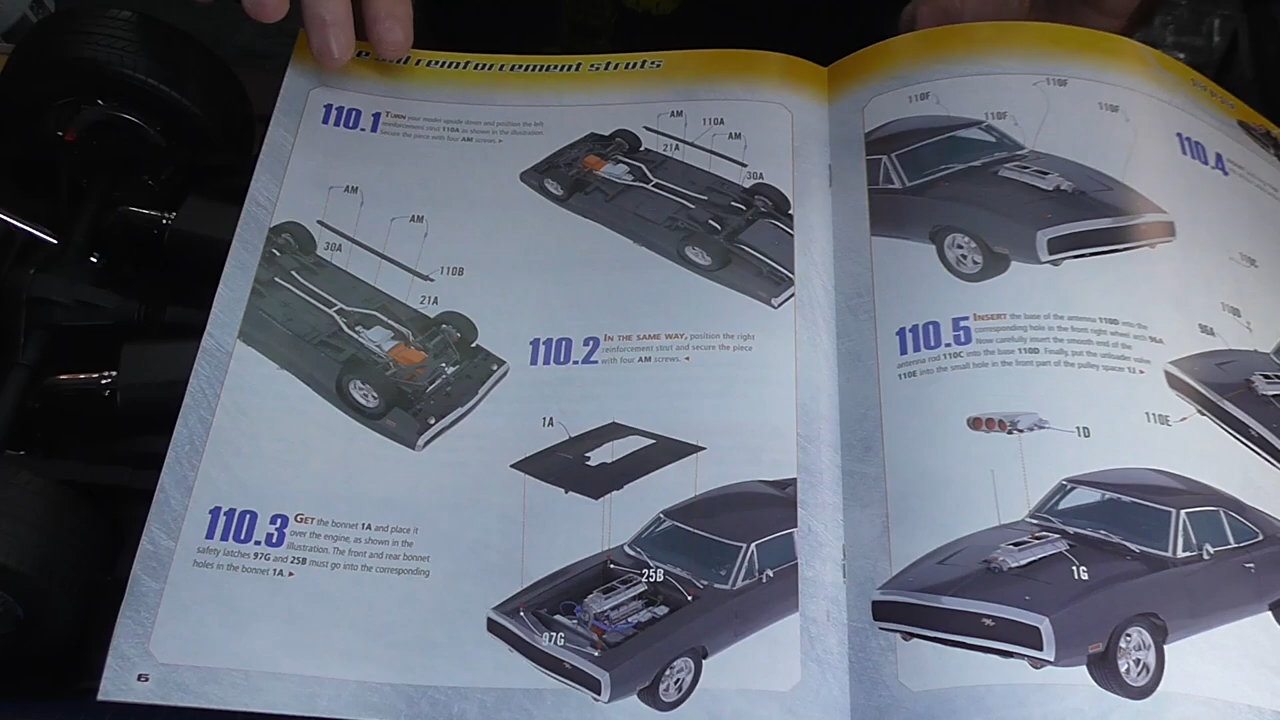 e and reinforcement struts
110.1 TURN your model upside down and position the left
reinforcement strut 110A as shown in the illustration.
Secure the piece with four AM screws. ►
AM
110A
AM
21A
30A
AM
AM
30A
110B
21A
110.2 IN THE SAME WAY, position the right
reinforcement strut and secure the piece
with four AM screws. ◄
1A
110.3 GET the bonnet 1A and place it
over the engine, as shown in the
illustration. The front and rear bonnet
safety latches 97G and 25B must go into the corresponding
holes in the bonnet 1A. ►
25B
97G
6
110F
110F
110F
110F
110.4
110.5 INSERT the base of the antenna 110D into the
corresponding hole in the front right wheel arch 96A.
Now carefully insert the smooth end of the
antenna rod 110C into the base 110D. Finally, put the unloader valve
110E into the small hole in the front part of the pulley spacer 1J. ►
110C
110D
96A
110E
1D
1G